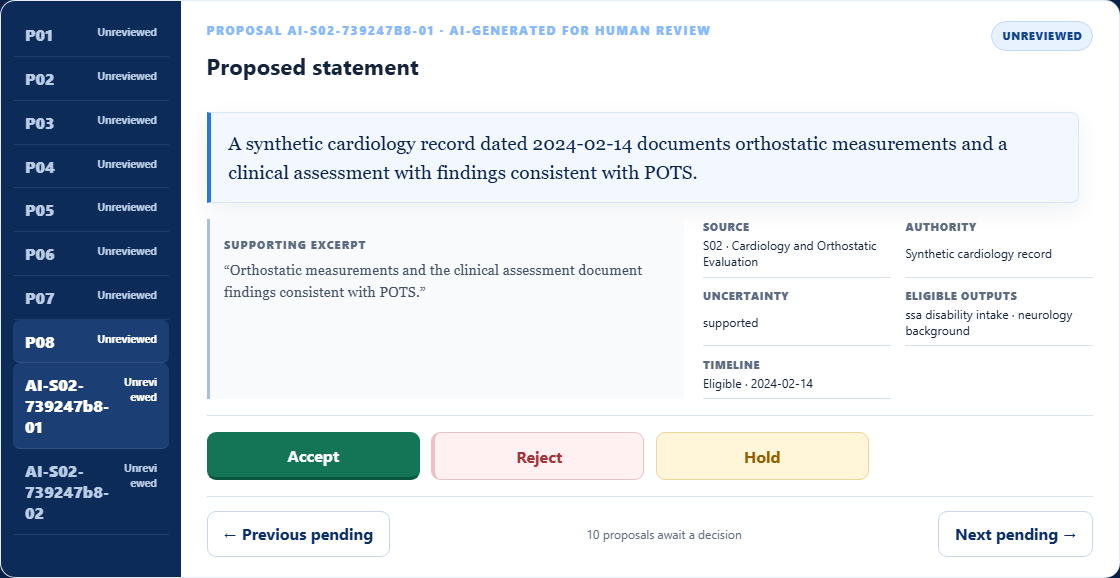 P01 Unreviewed
P02 Unreviewed
P03 Unreviewed
P04 Unreviewed
P05 Unreviewed
P06 Unreviewed
P07 Unreviewed
P08 Unreviewed
AI-S02-
739247b8-
01
Unrevi
ewed
AI-S02-
739247b8-
02
Unrevi
ewed
PROPOSAL AI-S02-739247B8-01 · AI-GENERATED FOR HUMAN REVIEW
UNREVIEWED
Proposed statement
A synthetic cardiology record dated 2024-02-14 documents orthostatic measurements and a
clinical assessment with findings consistent with POTS.
SUPPORTING EXCERPT
“Orthostatic measurements and the clinical assessment document
findings consistent with POTS.”
SOURCE
S02 · Cardiology and Orthostatic
Evaluation
AUTHORITY
Synthetic cardiology record
UNCERTAINTY
supported
ELIGIBLE OUTPUTS
ssa disability intake · neurology
background
TIMELINE
Eligible · 2024-02-14
Accept
Reject
Hold
← Previous pending
10 proposals await a decision
Next pending →